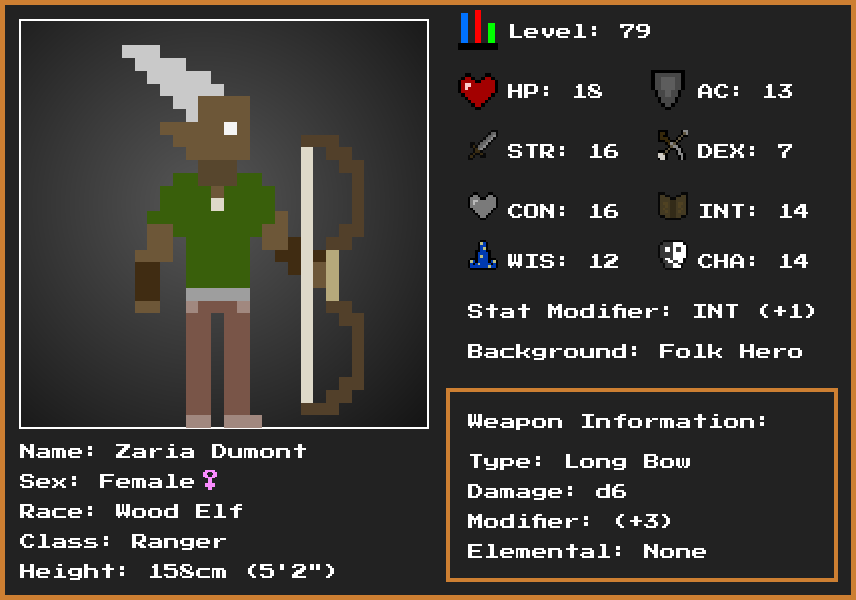 Level: 79
HP: 18 AC: 13
STR: 16 DEX: 7
CON: 16 INT: 14
WIS: 12 CHA: 14
Stat Modifier: INT (+1)
Background: Folk Hero
Weapon Information:
Type: Long Bow
Damage: d6
Modifier: (+3)
Elemental: None
Name: Zaria Dumont
Sex: Female♀
Race: Wood Elf
Class: Ranger
Height: 158cm (5'2")